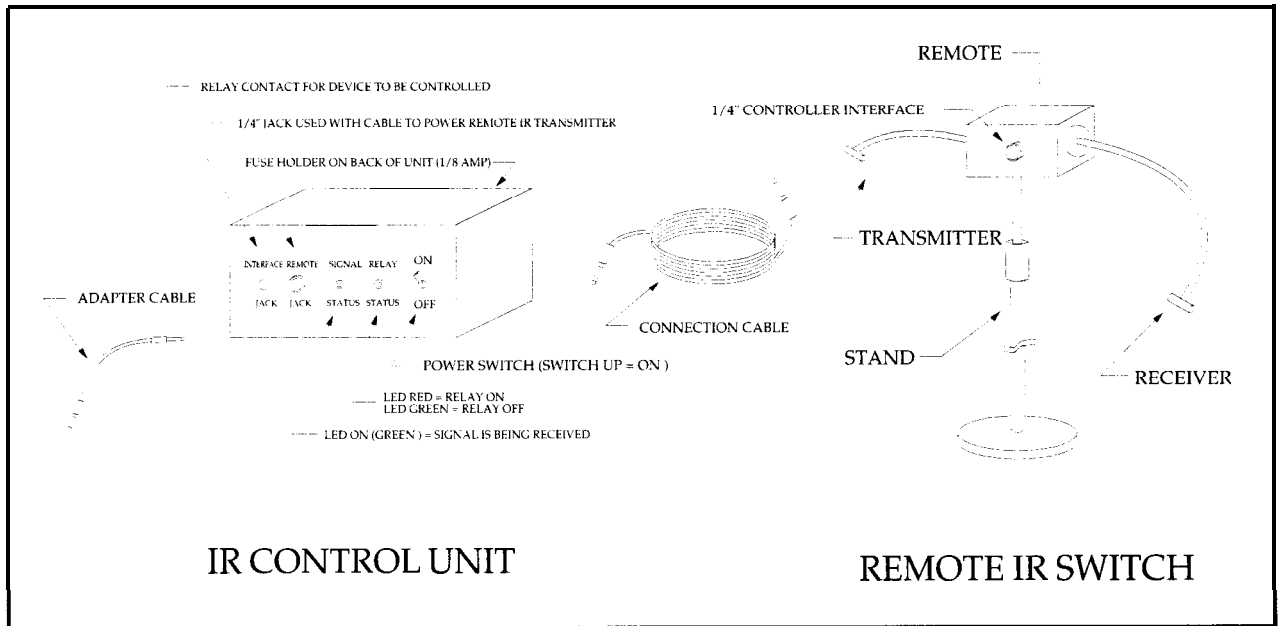 REMOTE
RELAY CONTACT FOR DEVICE TO BE CONTROLLED
1/4" CONTROLLER INTERFACE
1/4" JACK USED WITH CABLE TO POWER REMOTE IR TRANSMITTER
FUSE HOLDER ON BACK OF UNIT (1/8 AMP)
TRANSMITTER
INTERFACE REMOTE SIGNAL RELAY ON
JACK JACK STATUS STATUS OFF
ADAPTER CABLE
CONNECTION CABLE
STAND
POWER SWITCH (SWITCH UP = ON )
RECEIVER
LED RED = RELAY ON
LED GREEN = RELAY OFF
LED ON (GREEN ) = SIGNAL IS BEING RECEIVED
IR CONTROL UNIT
REMOTE IR SWITCH